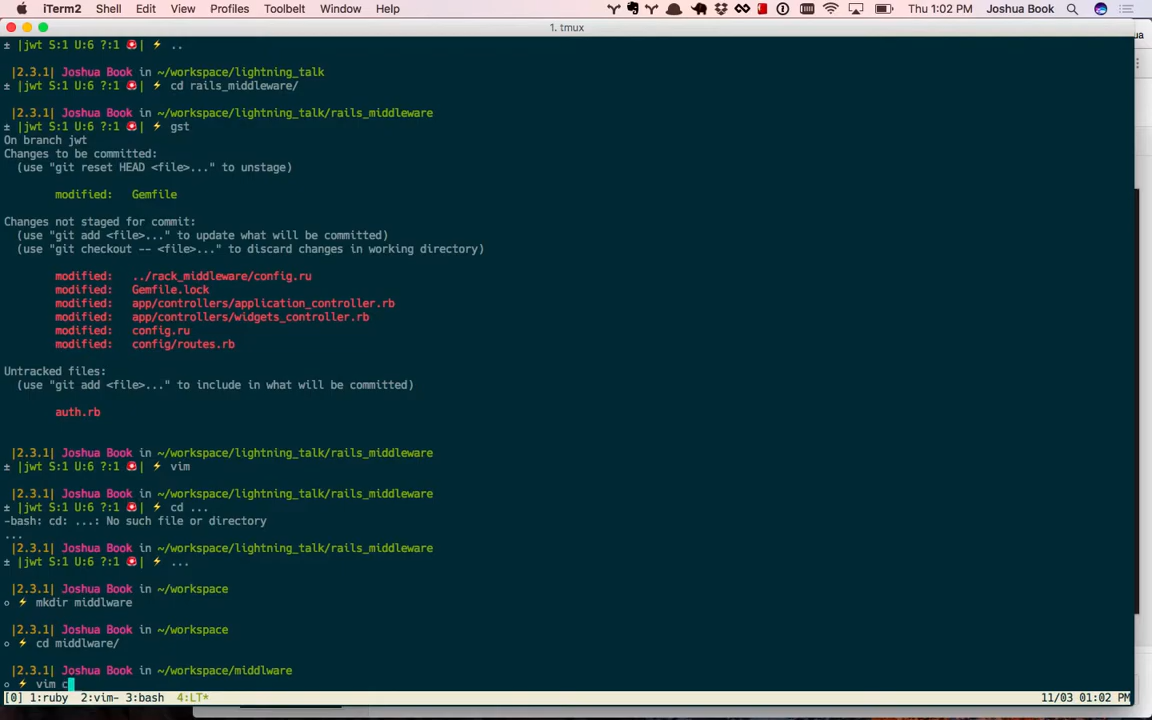 iTerm2 Shell Edit View Profiles Toolbelt Window Help Thu 1:02 PM Joshua Book
1. tmux
± |jwt S:1 U:6 ?:1 | ⚡ ..
|2.3.1| Joshua Book in ~/workspace/lightning_talk
± |jwt S:1 U:6 ?:1 | ⚡ cd rails_middleware/
|2.3.1| Joshua Book in ~/workspace/lightning_talk/rails_middleware
± |jwt S:1 U:6 ?:1 | ⚡ gst
On branch jwt
Changes to be committed:
(use "git reset HEAD <file>..." to unstage)
modified: Gemfile
Changes not staged for commit:
(use "git add <file>..." to update what will be committed)
(use "git checkout -- <file>..." to discard changes in working directory)
modified: ../rack_middleware/config.ru
modified: Gemfile.lock
modified: app/controllers/application_controller.rb
modified: app/controllers/widgets_controller.rb
modified: config.ru
modified: config/routes.rb
Untracked files:
(use "git add <file>..." to include in what will be committed)
auth.rb
|2.3.1| Joshua Book in ~/workspace/lightning_talk/rails_middleware
± |jwt S:1 U:6 ?:1 | ⚡ vim
|2.3.1| Joshua Book in ~/workspace/lightning_talk/rails_middleware
± |jwt S:1 U:6 ?:1 | ⚡ cd ...
-bash: cd: ...: No such file or directory
...
|2.3.1| Joshua Book in ~/workspace/lightning_talk/rails_middleware
± |jwt S:1 U:6 ?:1 | ⚡ ...
|2.3.1| Joshua Book in ~/workspace
○ ⚡ mkdir middlware
|2.3.1| Joshua Book in ~/workspace
○ ⚡ cd middlware/
|2.3.1| Joshua Book in ~/workspace/middlware
○ ⚡ vim c
[0] 1:ruby 2:vim- 3:bash 4:LT* 11/03 01:02 PM